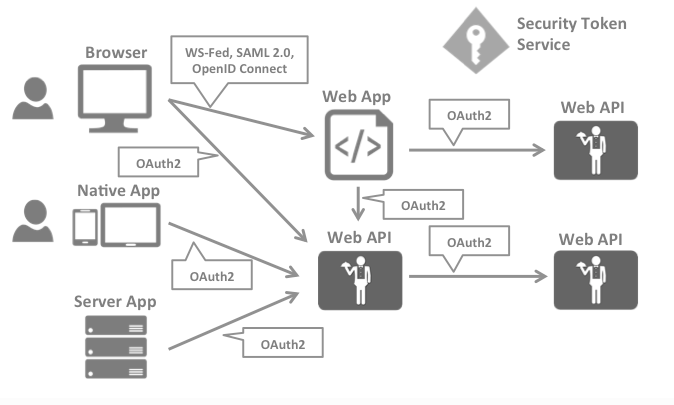 Security Token
Service
Browser
WS-Fed, SAML 2.0,
OpenID Connect
Web App
OAuth2
Web API
OAuth2
Native App
OAuth2
Web API
OAuth2
Web API
OAuth2
Server App
OAuth2